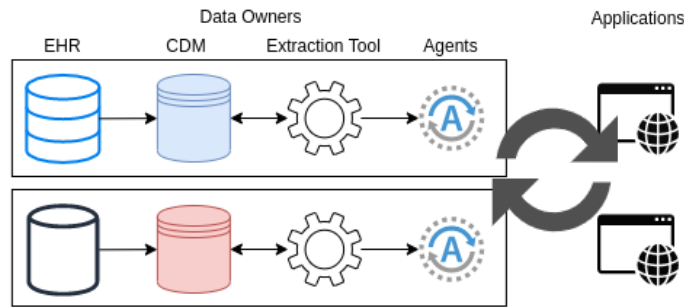 Data Owners
Applications
EHR
CDM
Extraction Tool
Agents
A
A